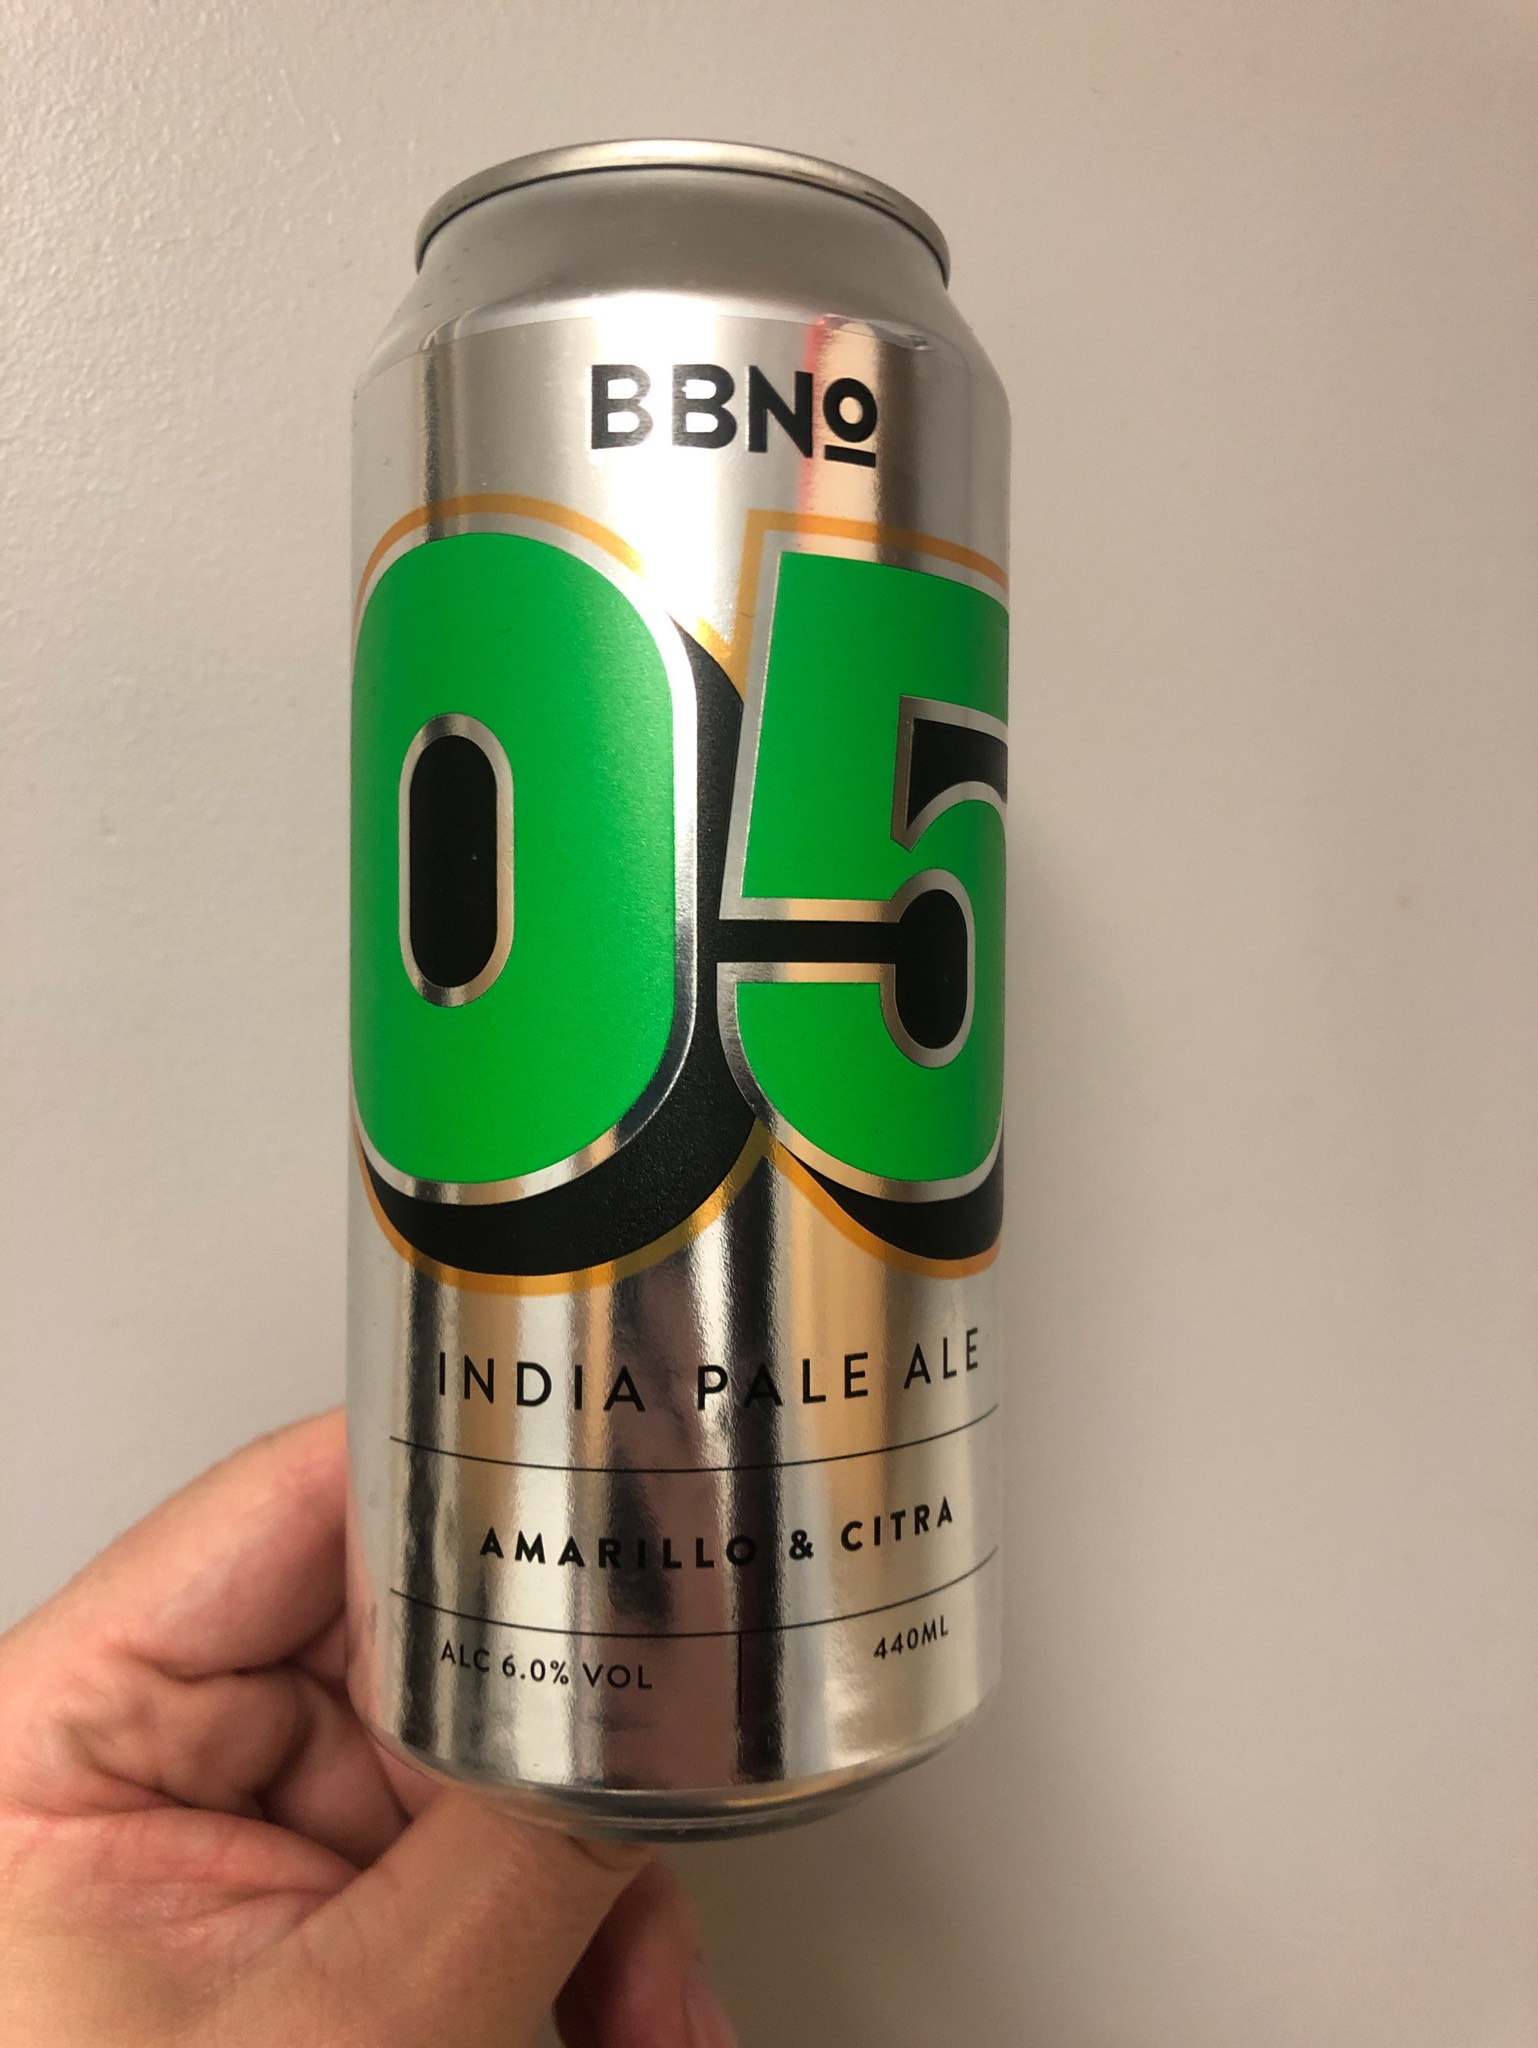 BBNo
05
INDIA PALE ALE
AMARILLO & CITRA
ALC 6.0% VOL 440ML